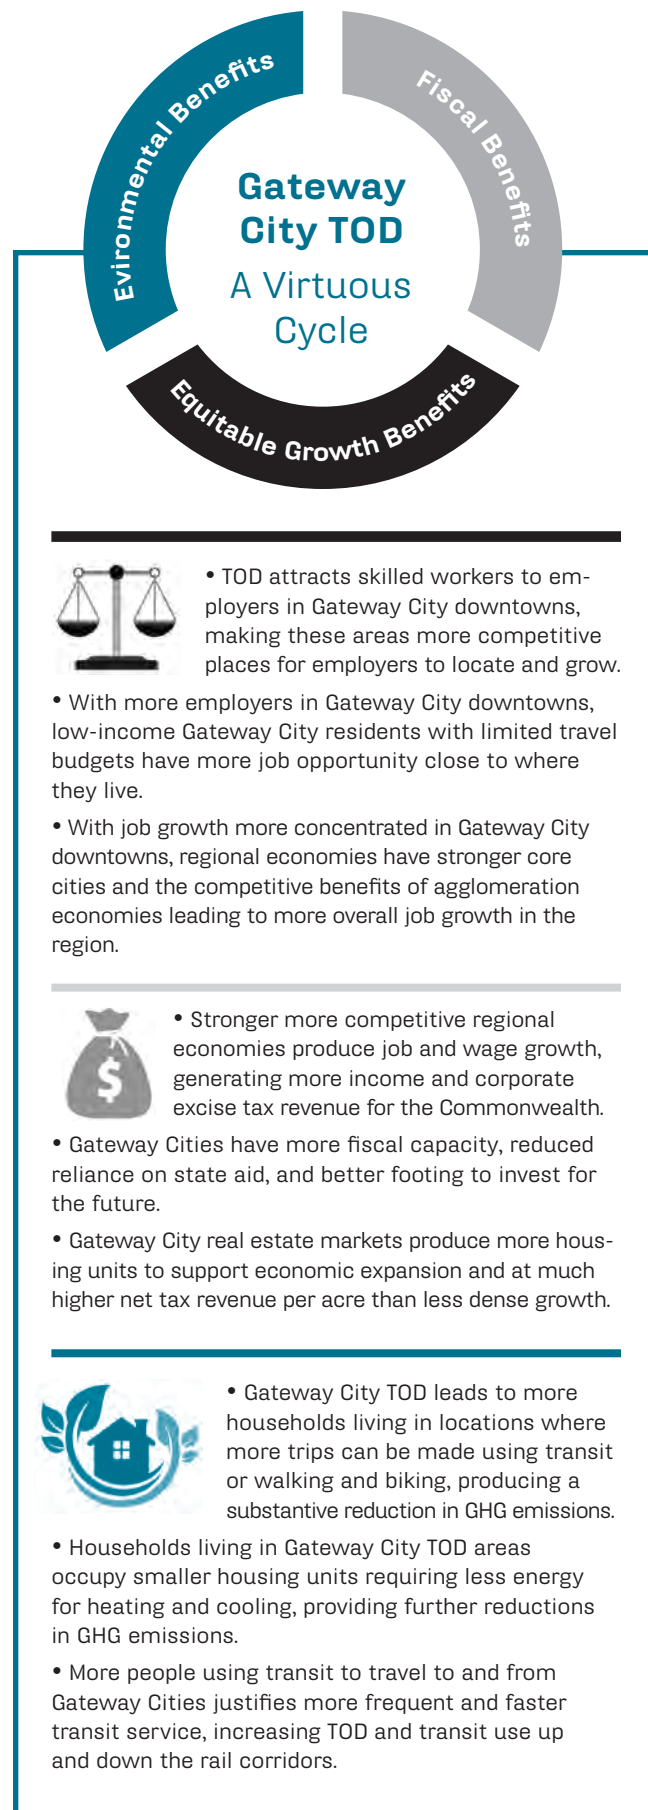 Evironmental Benefits
Fiscal Benefits
Gateway
City TOD
A Virtuous
Cycle
Equitable Growth Benefits
• TOD attracts skilled workers to em-
ployers in Gateway City downtowns,
making these areas more competitive
places for employers to locate and grow.
• With more employers in Gateway City downtowns,
low-income Gateway City residents with limited travel
budgets have more job opportunity close to where
they live.
• With job growth more concentrated in Gateway City
downtowns, regional economies have stronger core
cities and the competitive benefits of agglomeration
economies leading to more overall job growth in the
region.
$
• Stronger more competitive regional
economies produce job and wage growth,
generating more income and corporate
excise tax revenue for the Commonwealth.
• Gateway Cities have more fiscal capacity, reduced
reliance on state aid, and better footing to invest for
the future.
• Gateway City real estate markets produce more hous-
ing units to support economic expansion and at much
higher net tax revenue per acre than less dense growth.
• Gateway City TOD leads to more
households living in locations where
more trips can be made using transit
or walking and biking, producing a
substantive reduction in GHG emissions.
• Households living in Gateway City TOD areas
occupy smaller housing units requiring less energy
for heating and cooling, providing further reductions
in GHG emissions.
• More people using transit to travel to and from
Gateway Cities justifies more frequent and faster
transit service, increasing TOD and transit use up
and down the rail corridors.